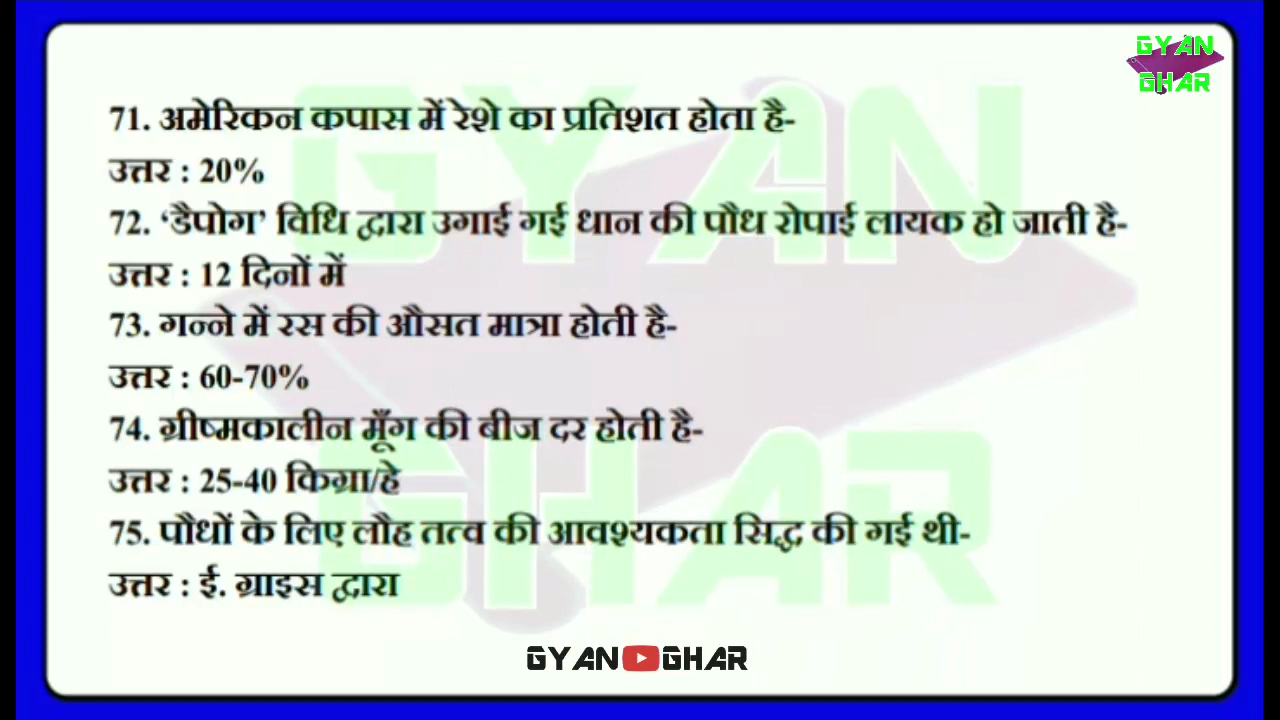 GYAN
GHAR
71. अमेरिकन कपास में रेशे का प्रतिशत होता है-
उत्तर : 20%
72. ‘डैपोग’ विधि द्वारा उगाई गई धान की पौध रोपाई लायक हो जाती है-
उत्तर : 12 दिनों में
73. गन्ने में रस की औसत मात्रा होती है-
उत्तर : 60-70%
74. ग्रीष्मकालीन मूँग की बीज दर होती है-
उत्तर : 25-40 किग्रा/हे
75. पौधों के लिए लौह तत्व की आवश्यकता सिद्ध की गई थी-
उत्तर : ई. ग्राइस द्वारा
GYAN GHAR